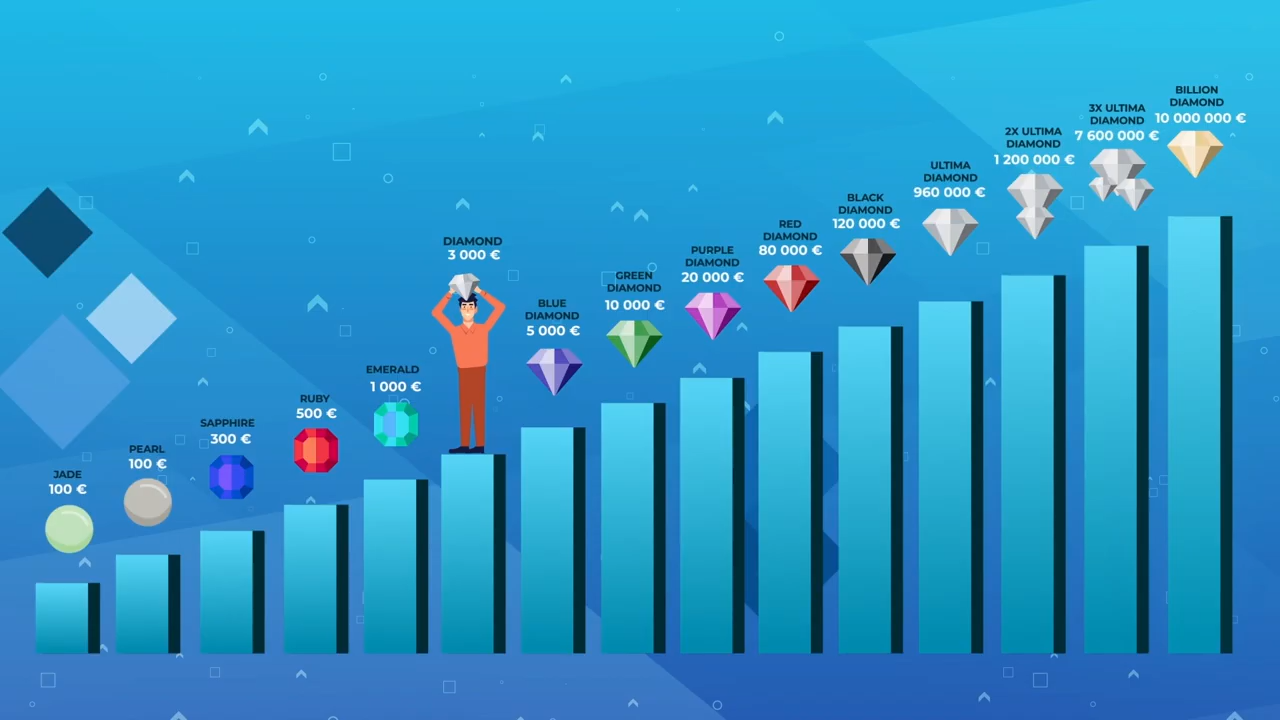 JADE
100 €
PEARL
100 €
SAPPHIRE
300 €
RUBY
500 €
EMERALD
1 000 €
DIAMOND
3 000 €
BLUE
DIAMOND
5 000 €
GREEN
DIAMOND
10 000 €
PURPLE
DIAMOND
20 000 €
RED
DIAMOND
80 000 €
BLACK
DIAMOND
120 000 €
ULTIMA
DIAMOND
960 000 €
2X ULTIMA
DIAMOND
1 200 000 €
3X ULTIMA
DIAMOND
7 600 000 €
BILLION
DIAMOND
10 000 000 €